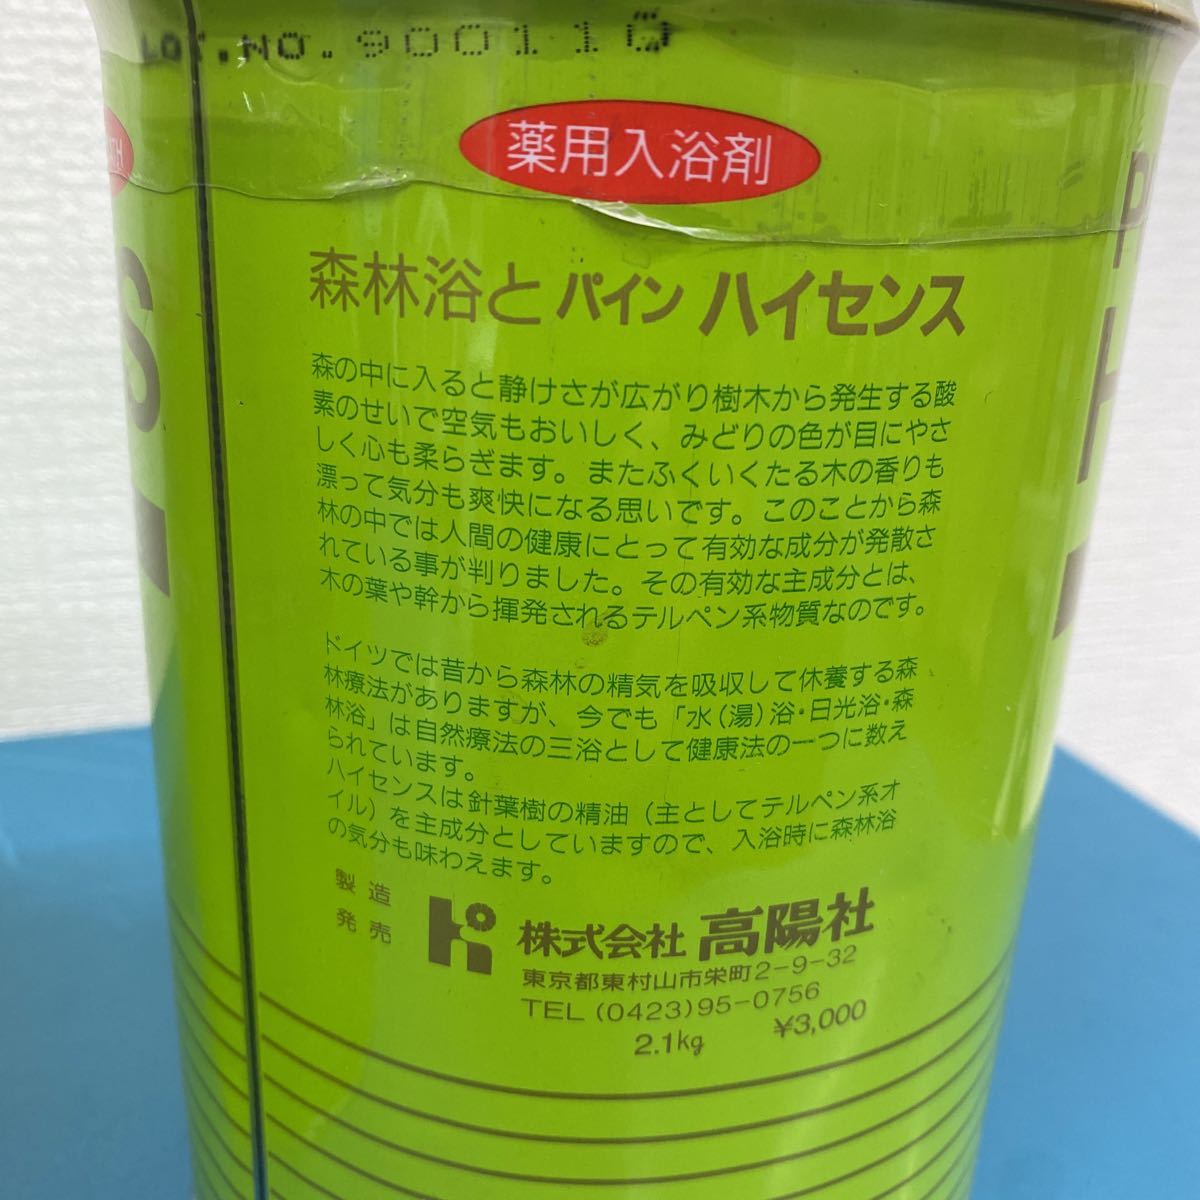 LOT.NO.900110
薬用入浴剤
森林浴とパイン ハイセンス
森の中に入ると静けさが広がり樹木から発生する酸
素のせいで空気もおいしく、みどりの色が目にやさ
しく心も柔らぎます。またふくいくたる木の香りも
漂って気分も爽快になる思いです。このことから森
林の中では人間の健康にとって有効な成分が発散さ
れている事が判りました。その有効な主成分とは、
木の葉や幹から揮発されるテルペン系物質なのです。
ドイツでは昔から森林の精気を吸収して休養する森
林療法がありますが、今でも「水(湯)浴・日光浴・森
林浴」は自然療法の三浴として健康法の一つに数え
られています。
ハイセンスは針葉樹の精油(主としてテルペン系オ
イル)を主成分としていますので、入浴時に森林浴
の気分も味わえます。
製造
発売
株式会社 高陽社
東京都東村山市栄町2-9-32
TEL (0423)95-0756
2.1kg ¥3,000
TH
S
P
H